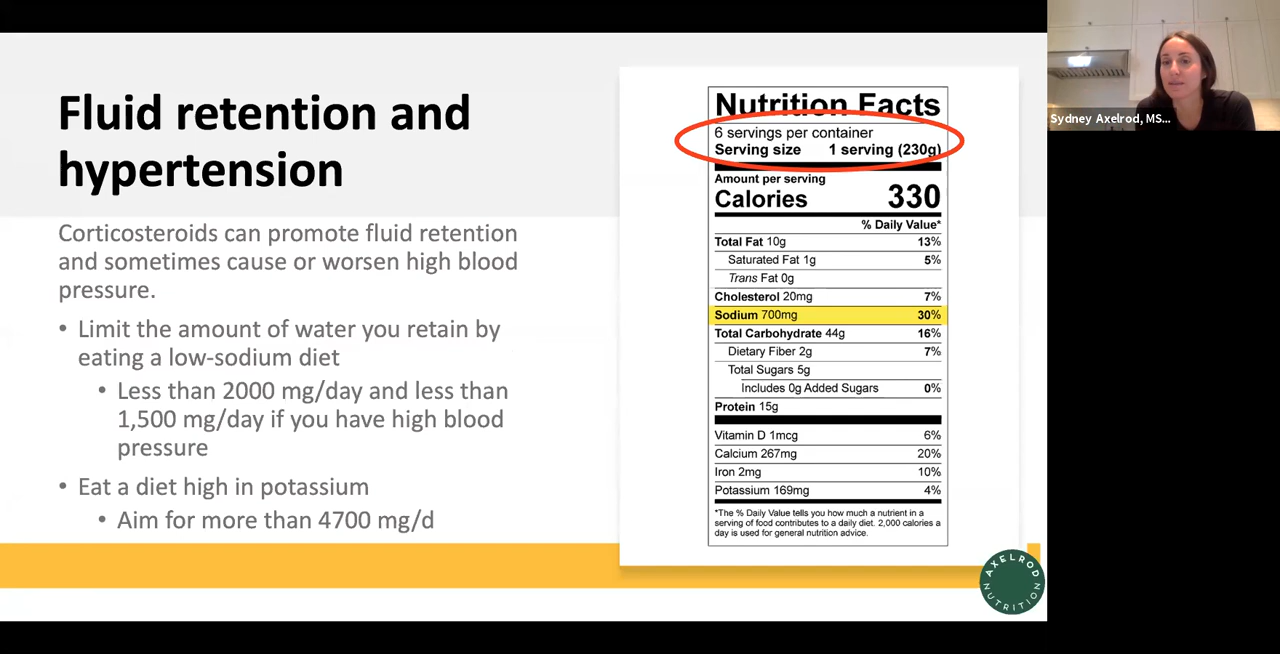 Fluid retention and
hypertension
Corticosteroids can promote fluid retention
and sometimes cause or worsen high blood
pressure.
• Limit the amount of water you retain by
eating a low-sodium diet
• Less than 2000 mg/day and less than
1,500 mg/day if you have high blood
pressure
• Eat a diet high in potassium
• Aim for more than 4700 mg/d
Nutrition Facts
6 servings per container
Serving size 1 serving (230g)
Amount per serving
Calories 330
% Daily Value*
Total Fat 10g 13%
Saturated Fat 1g 5%
Trans Fat 0g
Cholesterol 20mg 7%
Sodium 700mg 30%
Total Carbohydrate 44g 16%
Dietary Fiber 2g 7%
Total Sugars 5g
Includes 0g Added Sugars 0%
Protein 15g
Vitamin D 1mcg 6%
Calcium 267mg 20%
Iron 2mg 10%
Potassium 169mg 4%
*The % Daily Value tells you how much a nutrient in a
serving of food contributes to a daily diet. 2,000 calories a
day is used for general nutrition advice.
AXELROD
NUTRITION
Sydney Axelrod, MS...